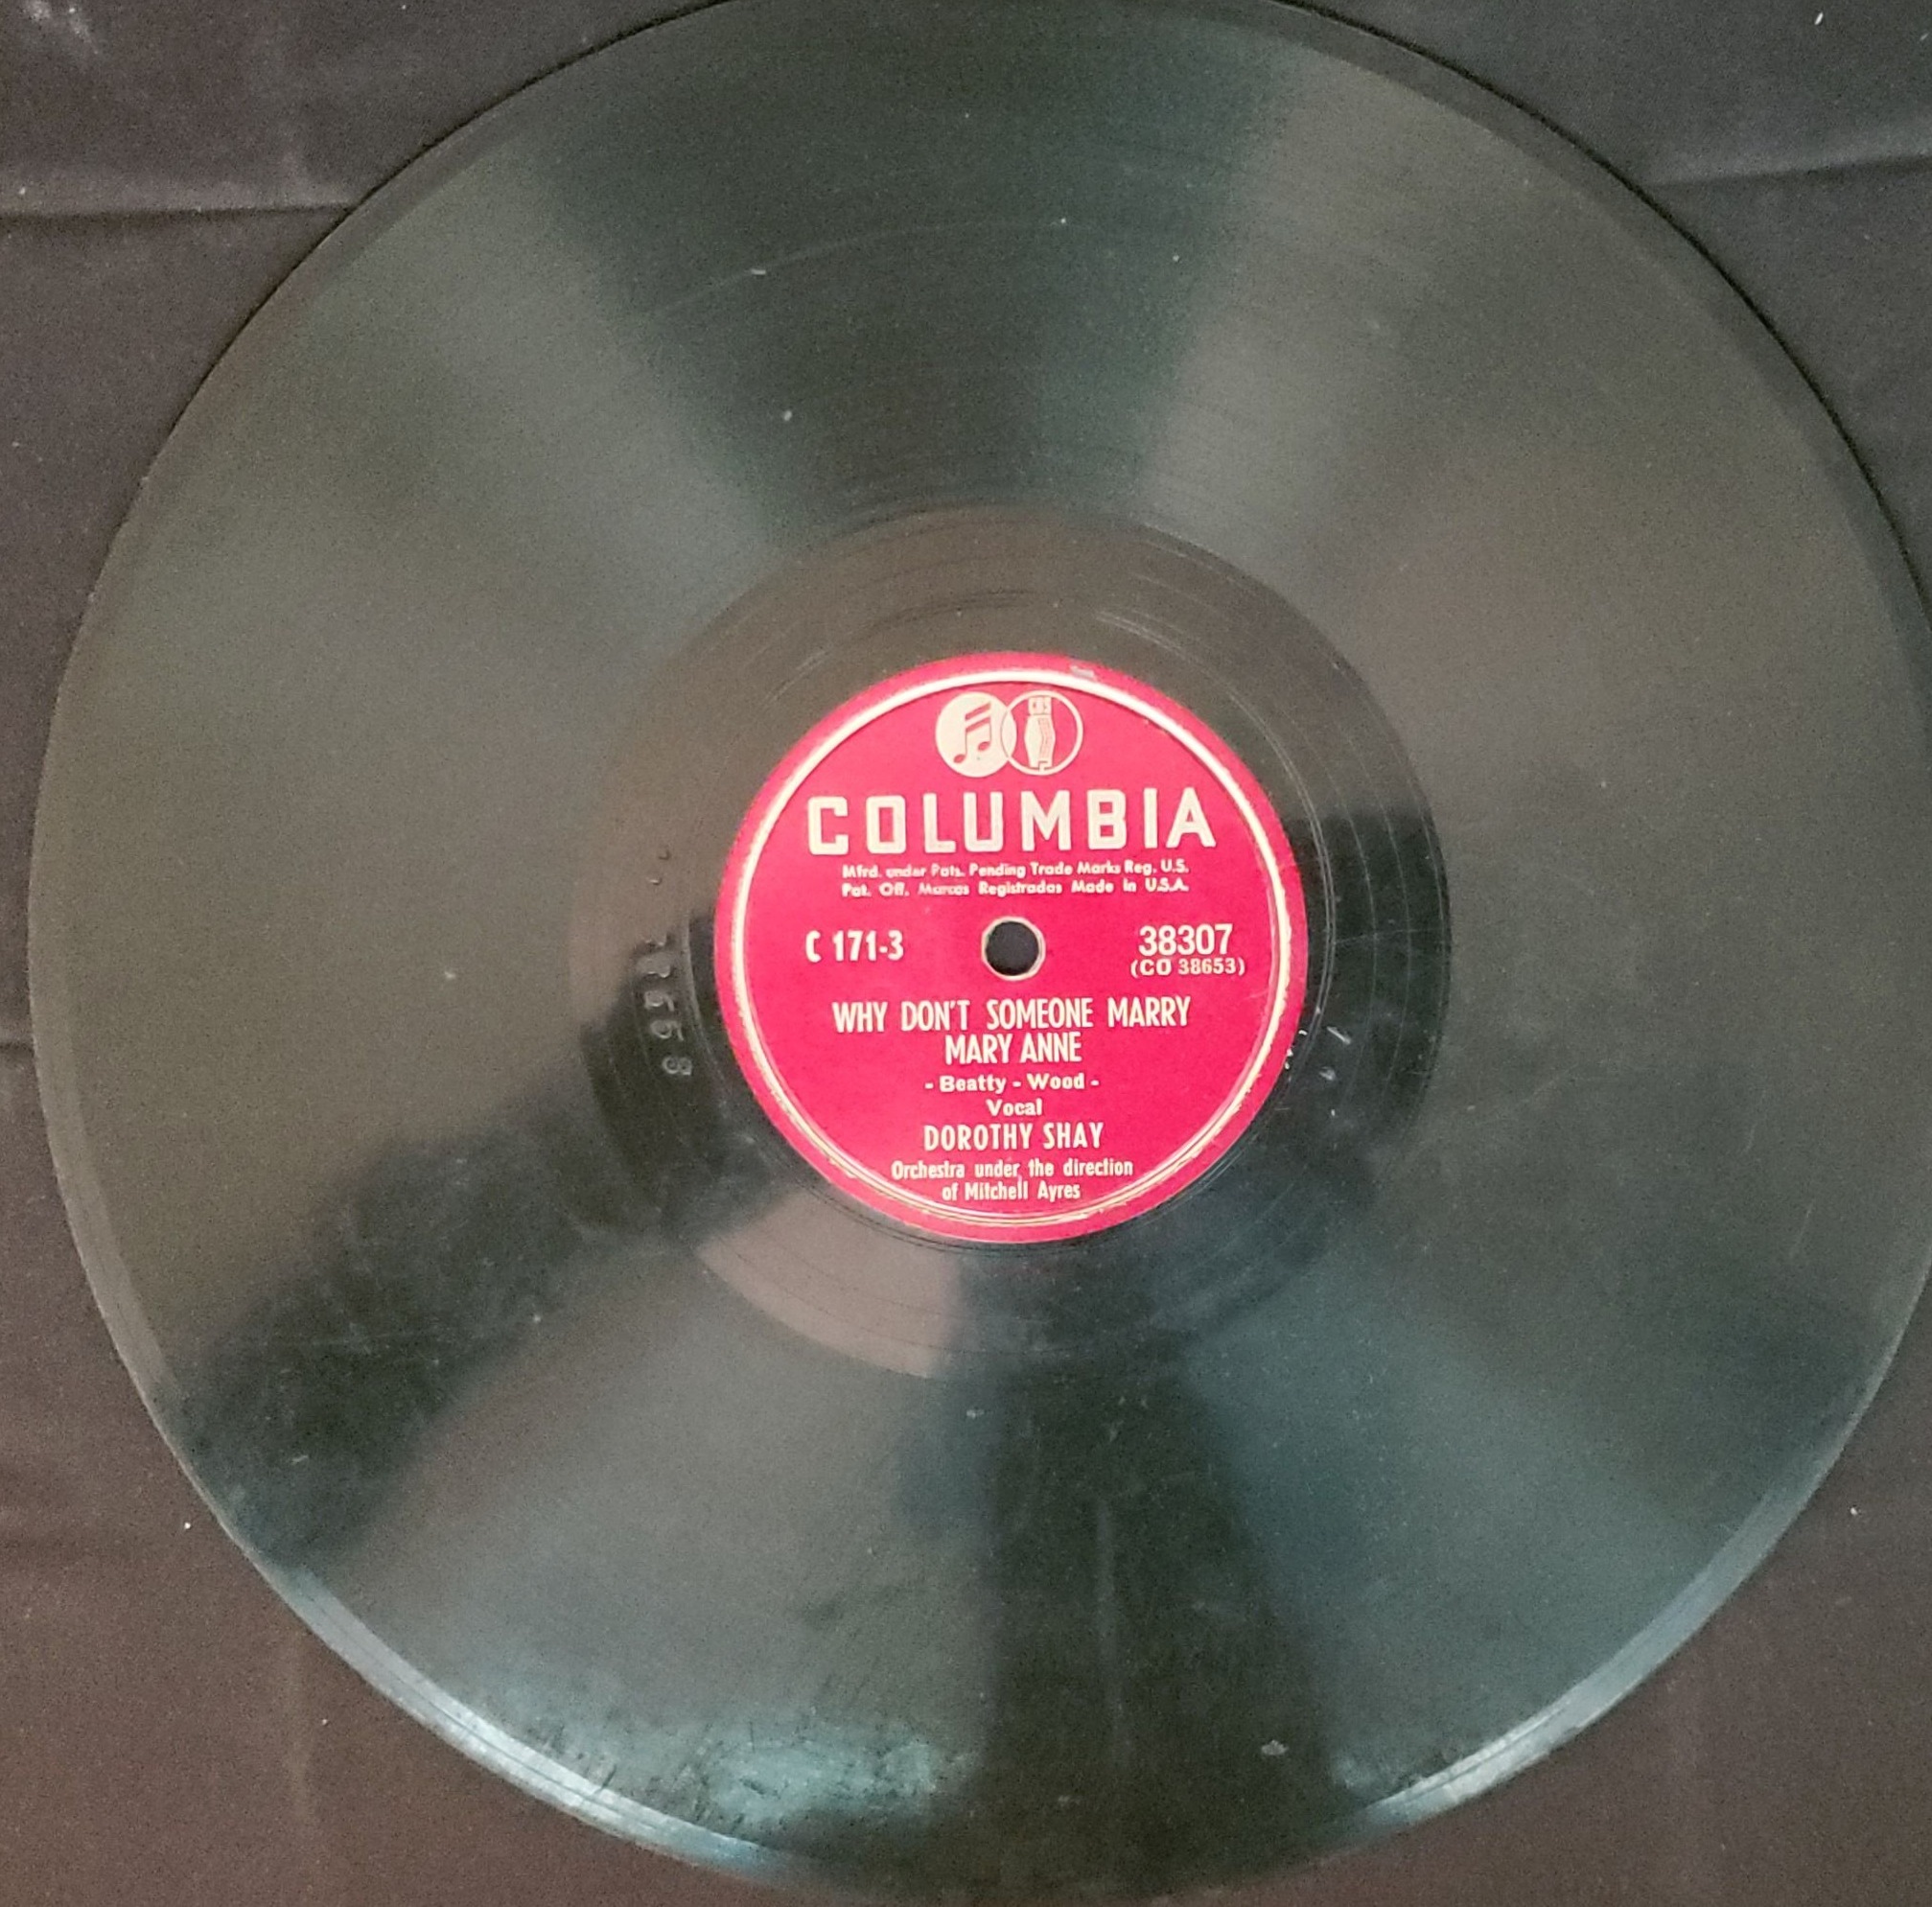 CBS
COLUMBIA
Mfrd. under Pats. Pending Trade Marks Reg. U.S.
Pat. Off. Marcas Registradas Made in U.S.A.
C 171-3
38307
(CO 38653)
WHY DON'T SOMEONE MARRY
MARY ANNE
- Beatty - Wood -
Vocal
DOROTHY SHAY
Orchestra under the direction
of Mitchell Ayres